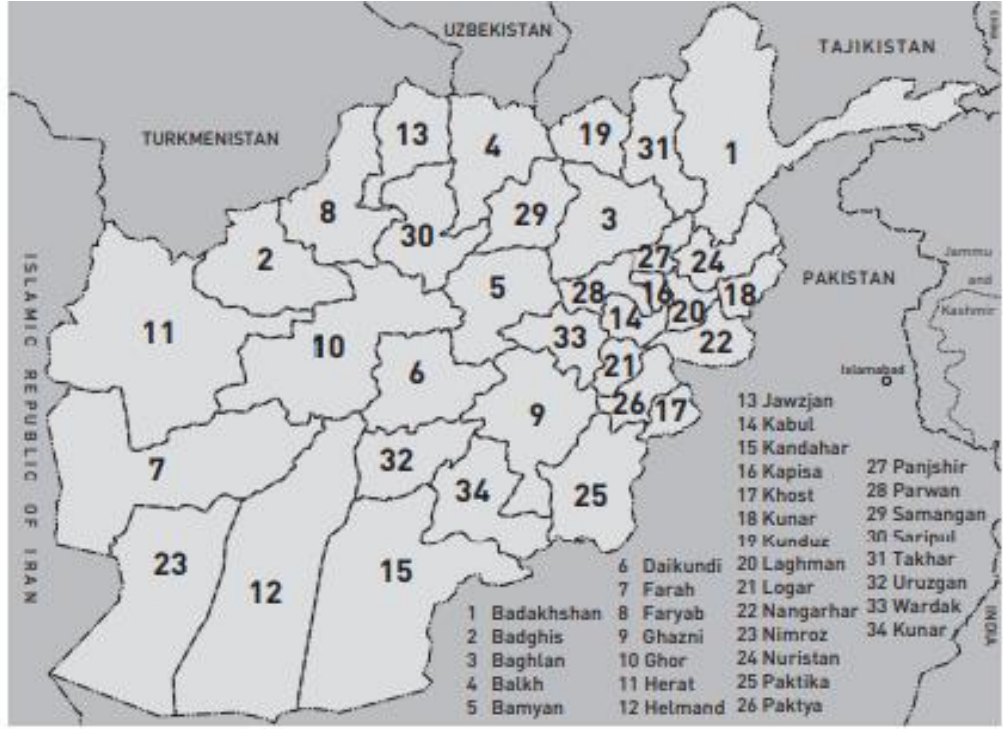 UZBEKISTAN
TAJIKISTAN
TURKMENISTAN
13
4
19
31
1
8
30
29
3
2
27
24
5
28
16
18
PAKISTAN
Jammu
and
Kashmir
11
10
14
20
33
22
ISLAMIC REPUBLIC OF IRAN
6
21
Islamabad
9
26
17
7
32
34
25
23
12
15
INDIA
1 Badakhshan
2 Badghis
3 Baghlan
4 Balkh
5 Bamyan
6 Daikundi
7 Farah
8 Faryab
9 Ghazni
10 Ghor
11 Herat
12 Helmand
13 Jawzjan
14 Kabul
15 Kandahar
16 Kapisa
17 Khost
18 Kunar
19 Kunduz
20 Laghman
21 Logar
22 Nangarhar
23 Nimroz
24 Nuristan
25 Paktika
26 Paktya
27 Panjshir
28 Parwan
29 Samangan
30 Saripul
31 Takhar
32 Uruzgan
33 Wardak
34 Kunar